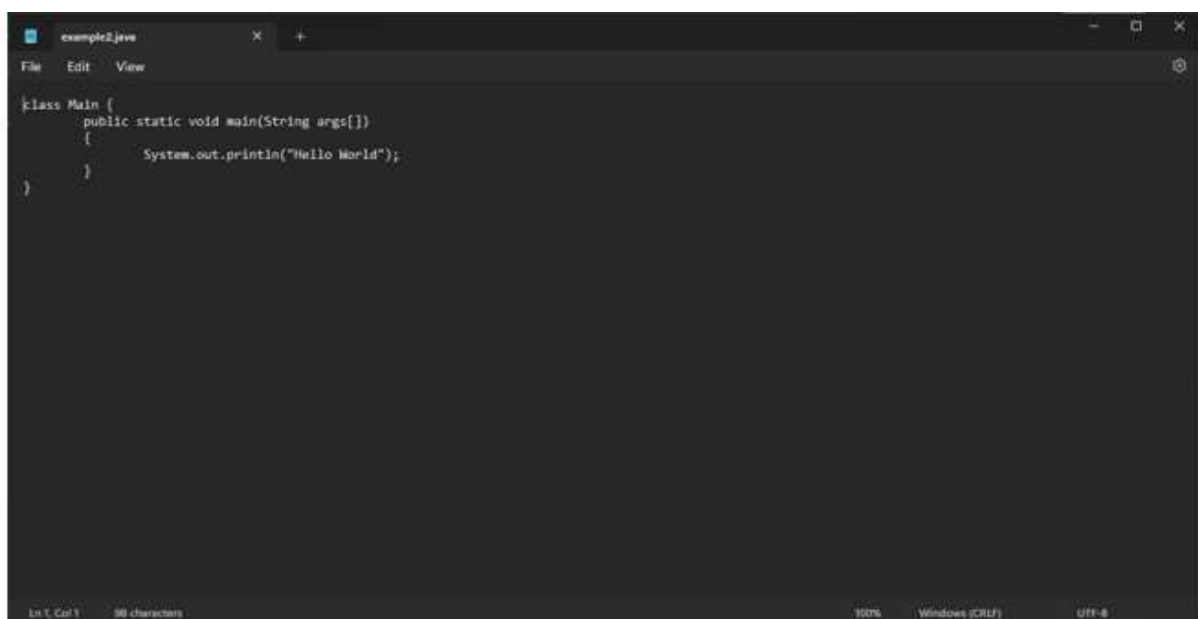 example2.java
File Edit View
class Main {
public static void main(String args[])
{
System.out.println("Hello World");
}
}
Ln 1, Col 1 98 characters 100% Windows (CRLF) UTF-8